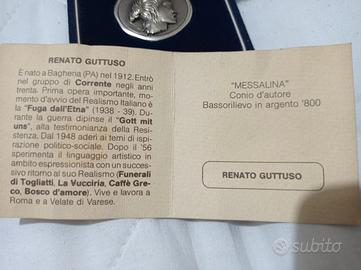 RENATO GUTTUSO
È nato a Bagheria (PA) nel 1912. Entrò
nel gruppo di Corrente negli anni
trenta. Prima opera importante, mo-
mento d'avvio del Realismo Italiano è
la "Fuga dall'Etna" (1938 - 39). Du-
rante la guerra dipinse il "Gott mit
uns", alla testimonianza della Resi-
stenza. Dal 1948 aderì ai temi di ispi-
razione politico-sociale. Dopo il '56
sperimenta il linguaggio artistico in
ambito espressionista con un succes-
sivo ritorno al suo Realismo (Funerali
di Togliatti, La Vucciria, Caffè Gre-
co, Bosco d'amore). Vive e lavora a
Roma e a Velate di Varese.
"MESSALINA"
Conio d'autore
Bassorilievo in argento '800
RENATO GUTTUSO
subito